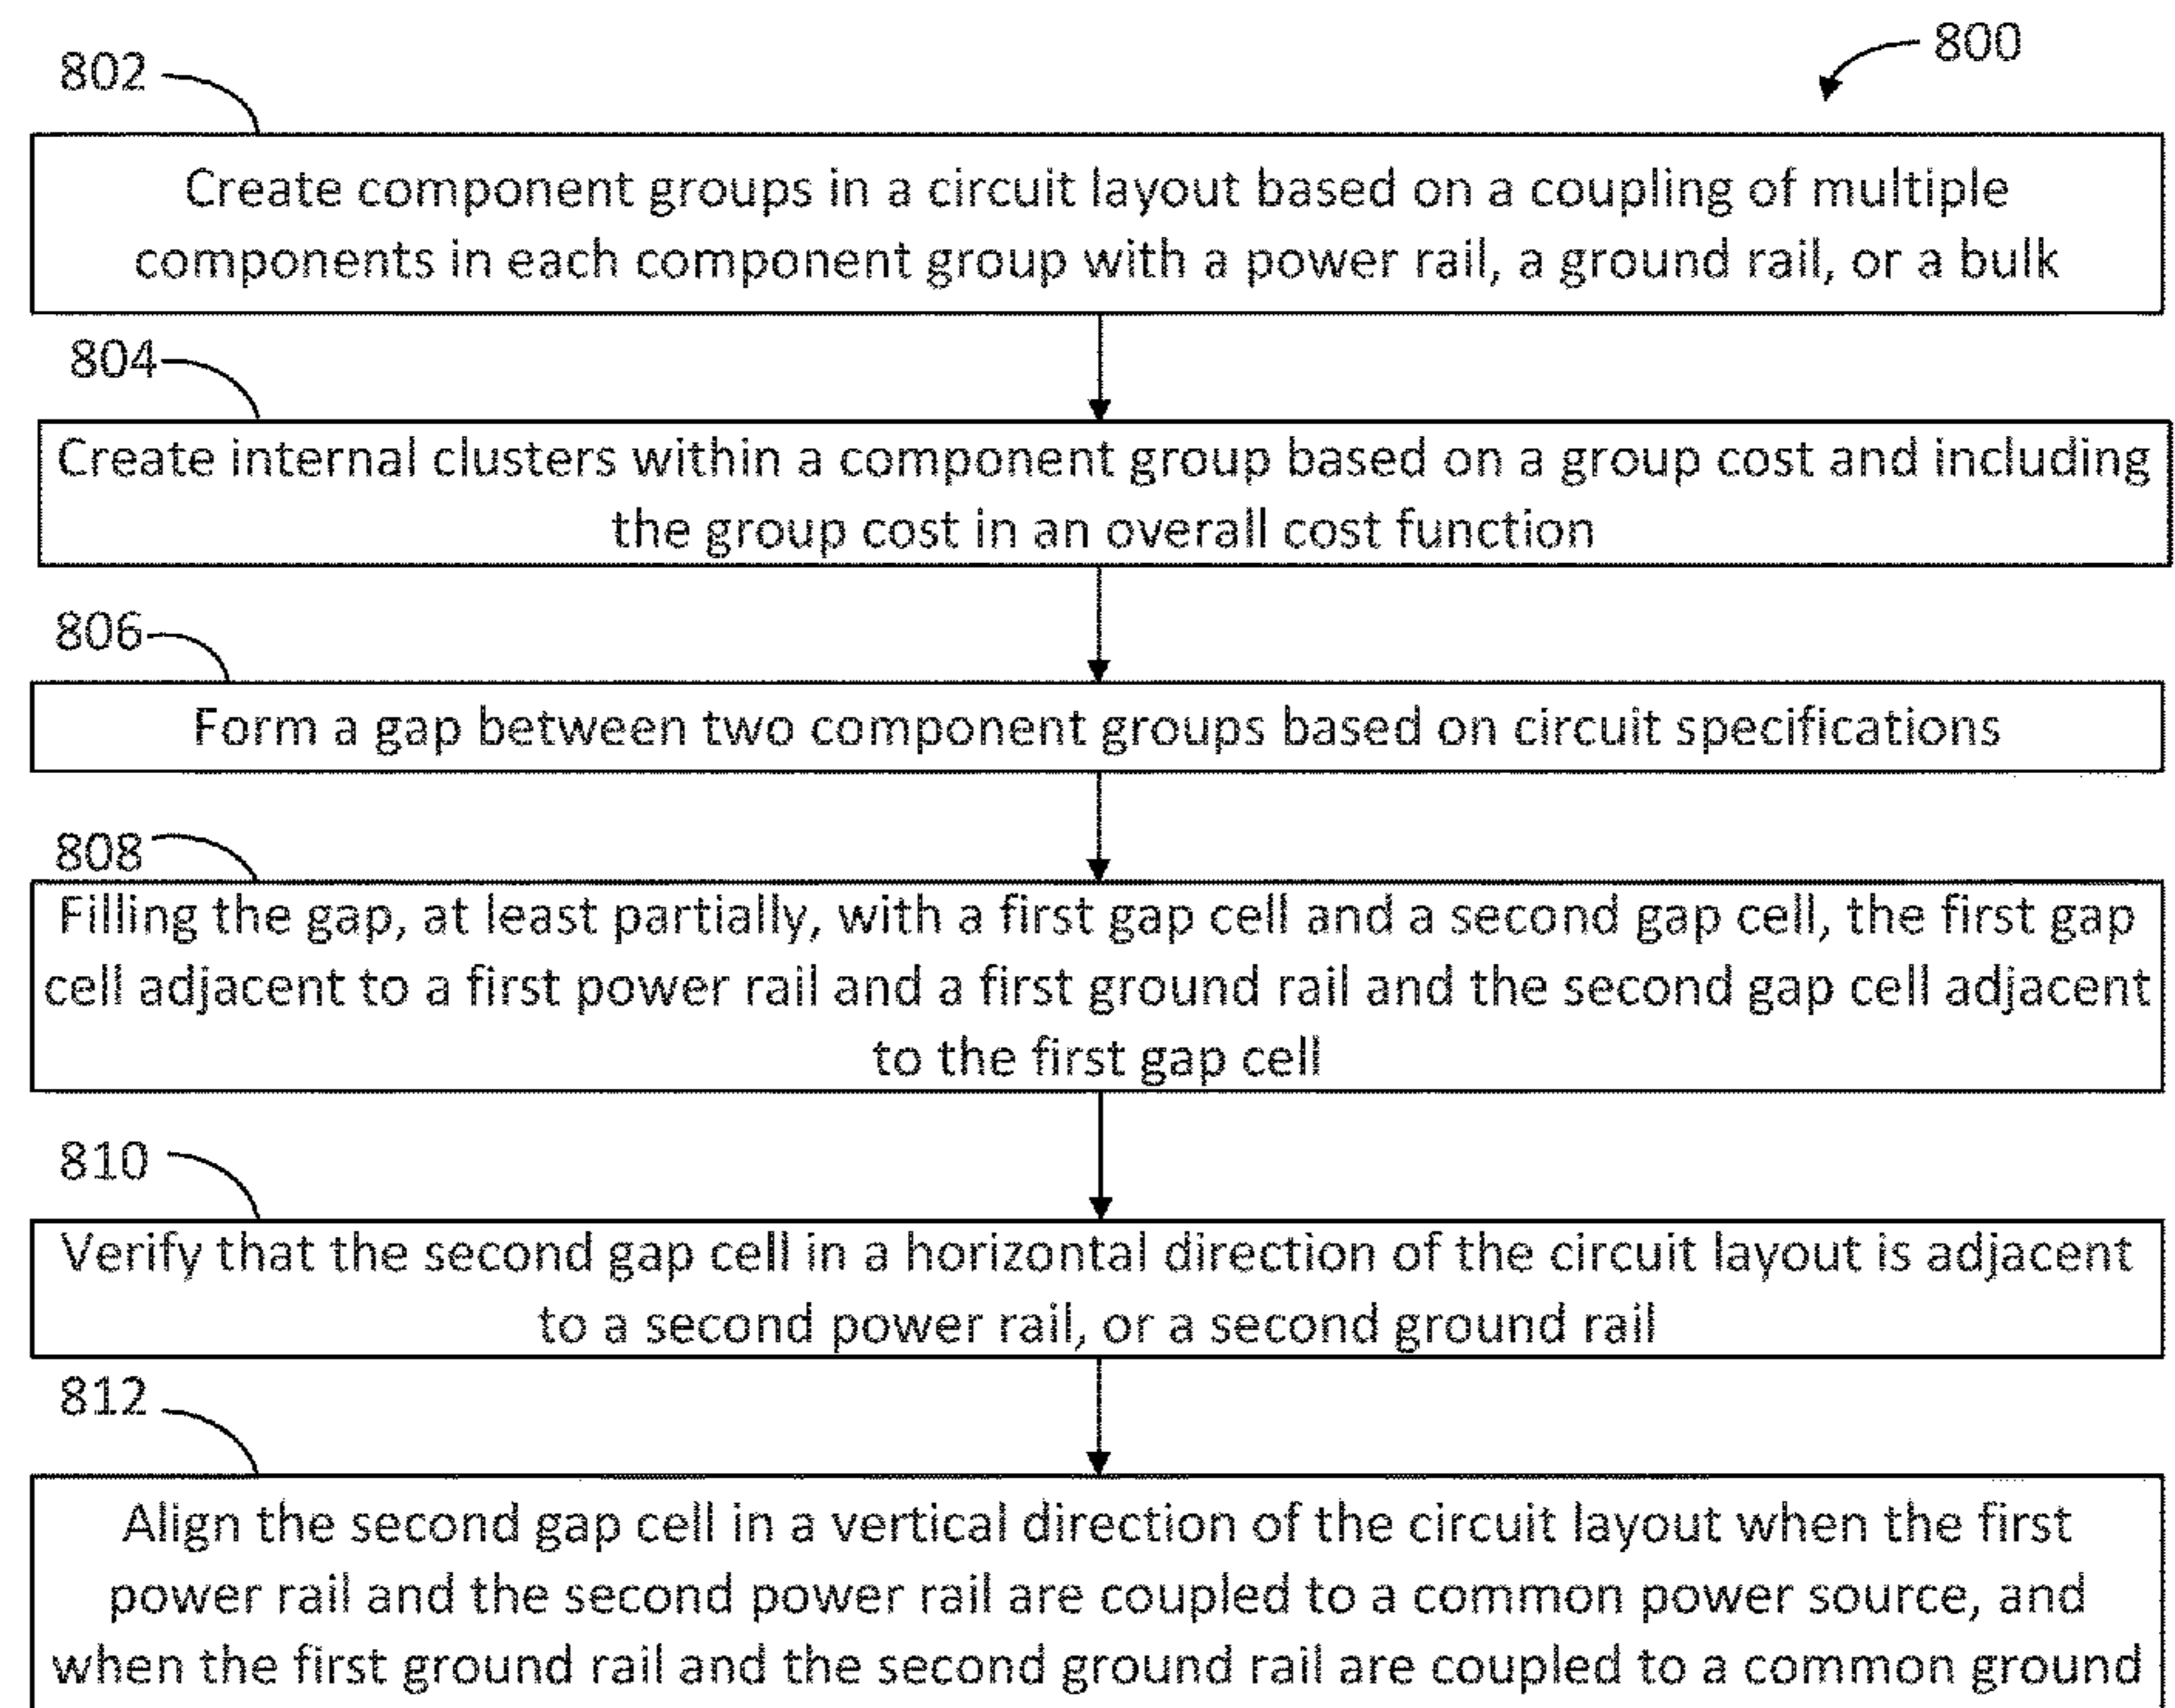 800
802
Create component groups in a circuit layout based on a coupling of multiple
components in each component group with a power rail, a ground rail, or a bulk
804
Create internal clusters within a component group based on a group cost and including
the group cost in an overall cost function
806
Form a gap between two component groups based on circuit specifications
808
Filling the gap, at least partially, with a first gap cell and a second gap cell, the first gap
cell adjacent to a first power rail and a first ground rail and the second gap cell adjacent
to the first gap cell
810
Verify that the second gap cell in a horizontal direction of the circuit layout is adjacent
to a second power rail, or a second ground rail
812
Align the second gap cell in a vertical direction of the circuit layout when the first
power rail and the second power rail are coupled to a common power source, and
when the first ground rail and the second ground rail are coupled to a common ground